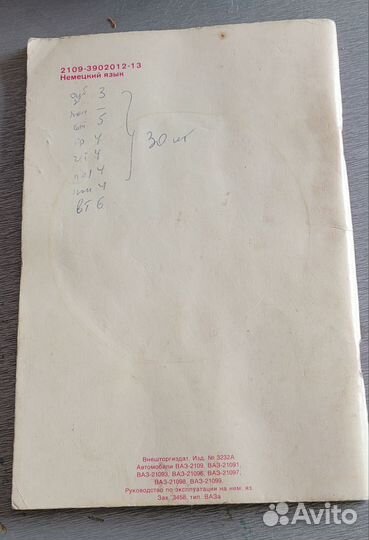 2109-3902012-13
Немецкий язык
3
5
4
4
4
4
ВТ 6
30 шт
Внешторгиздат. Изд. № 3232А
Автомобили ВАЗ-2109, ВАЗ-21091,
ВАЗ-21093, ВАЗ-21096, ВАЗ-21097,
ВАЗ-21098, ВАЗ-21099.
Руководство по эксплуатации на нем. яз.
Зак. 3458, тип. ВАЗа
Avito